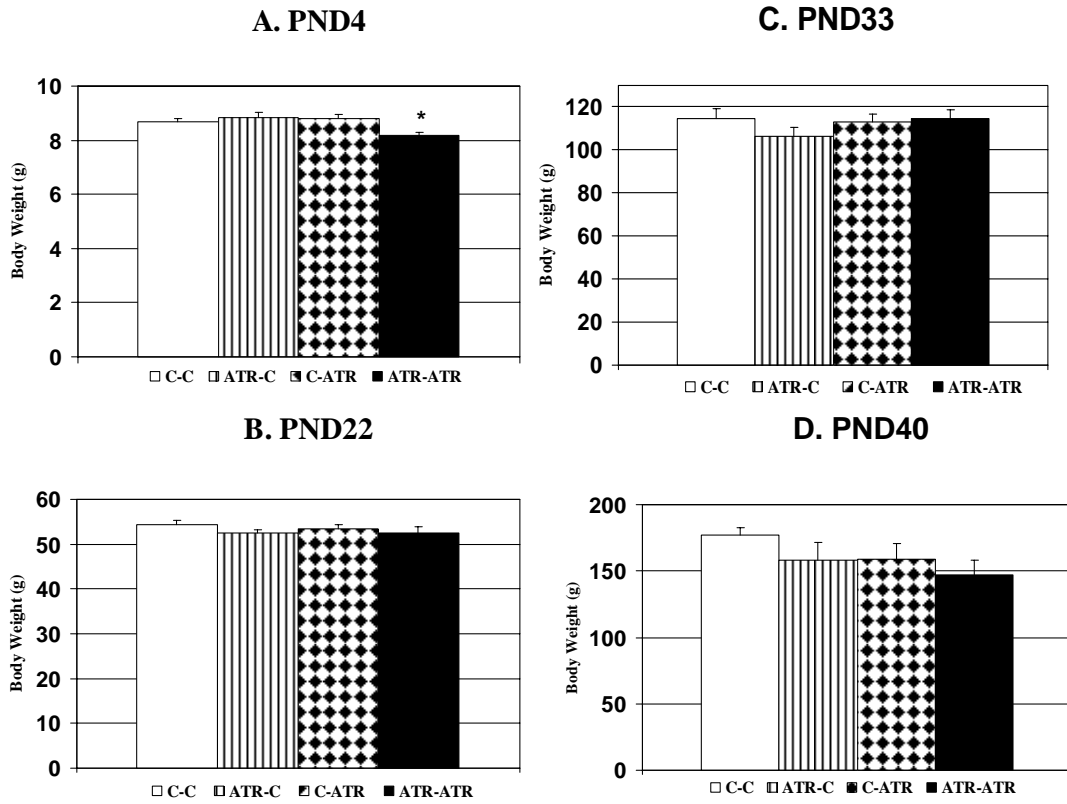 A. PND4
*
10
8
6
4
2
0
Body Weight (g)
C-C ATR-C C-ATR ATR-ATR
C. PND33
120
100
80
60
40
20
0
Body Weight (g)
C-C ATR-C C-ATR ATR-ATR
B. PND22
60
50
40
30
20
10
0
Body Weight (g)
C-C ATR-C C-ATR ATR-ATR
D. PND40
200
150
100
50
0
Body Weight (g)
C-C ATR-C C-ATR ATR-ATR